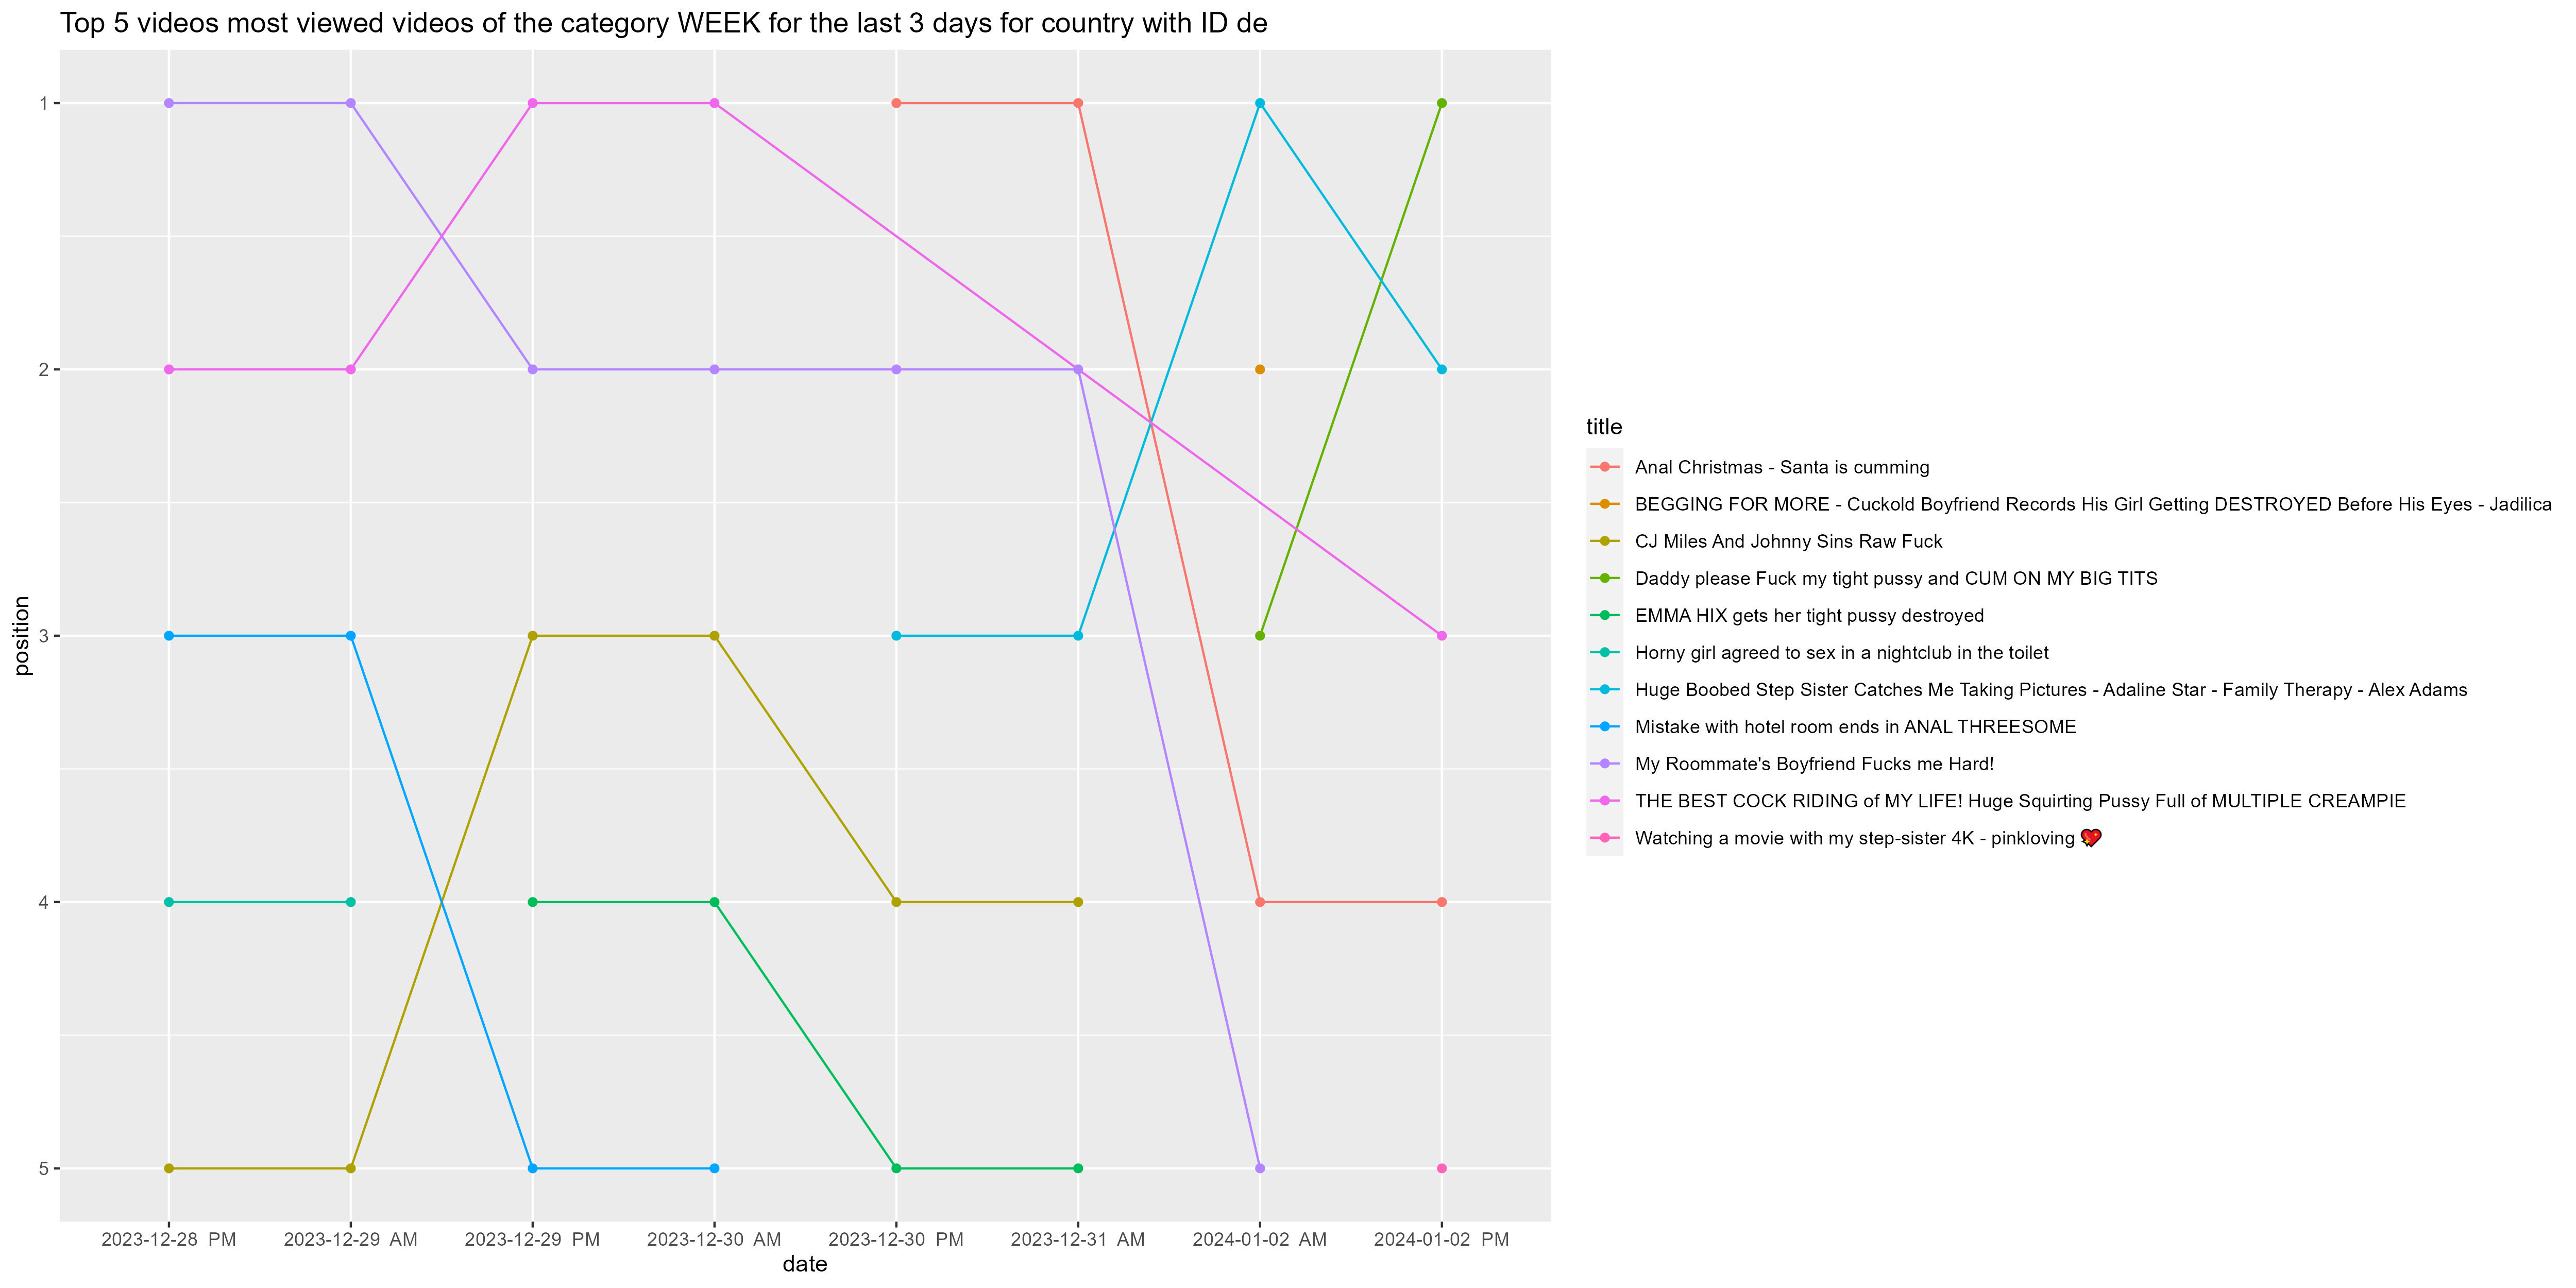 Top 5 videos most viewed videos of the category WEEK for the last 3 days for country with ID de
position
1
2
3
4
5
2023-12-28 PM
2023-12-29 AM
2023-12-29 PM
2023-12-30 AM
2023-12-30 PM
2023-12-31 AM
2024-01-02 AM
2024-01-02 PM
date
title
Anal Christmas - Santa is cumming
BEGGING FOR MORE - Cuckold Boyfriend Records His Girl Getting DESTROYED Before His Eyes - Jadilica
CJ Miles And Johnny Sins Raw Fuck
Daddy please Fuck my tight pussy and CUM ON MY BIG TITS
EMMA HIX gets her tight pussy destroyed
Horny girl agreed to sex in a nightclub in the toilet
Huge Boobed Step Sister Catches Me Taking Pictures - Adaline Star - Family Therapy - Alex Adams
Mistake with hotel room ends in ANAL THREESOME
My Roommate's Boyfriend Fucks me Hard!
THE BEST COCK RIDING of MY LIFE! Huge Squirting Pussy Full of MULTIPLE CREAMPIE
Watching a movie with my step-sister 4K - pinkloving 💖